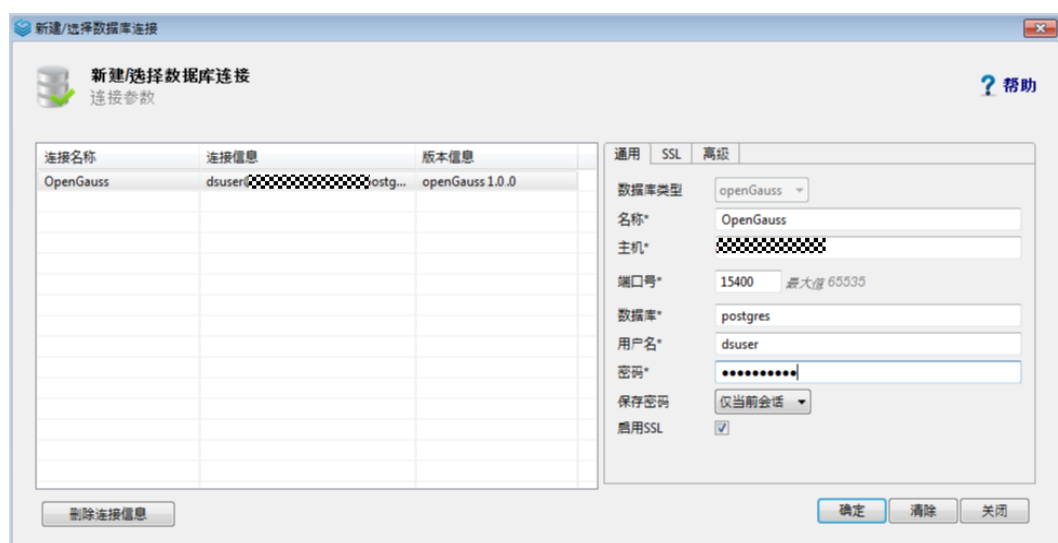 新建/选择数据库连接
新建/选择数据库连接
连接参数
帮助
连接名称 连接信息 版本信息
OpenGauss dsuser@ ostg... openGauss 1.0.0
通用 SSL 高级
数据库类型 openGauss
名称* OpenGauss
主机*
端口号* 15400 最大值 65535
数据库* postgres
用户名* dsuser
密码* ●●●●●●●●●●
保存密码 仅当前会话
启用SSL
删除连接信息
确定 清除 关闭